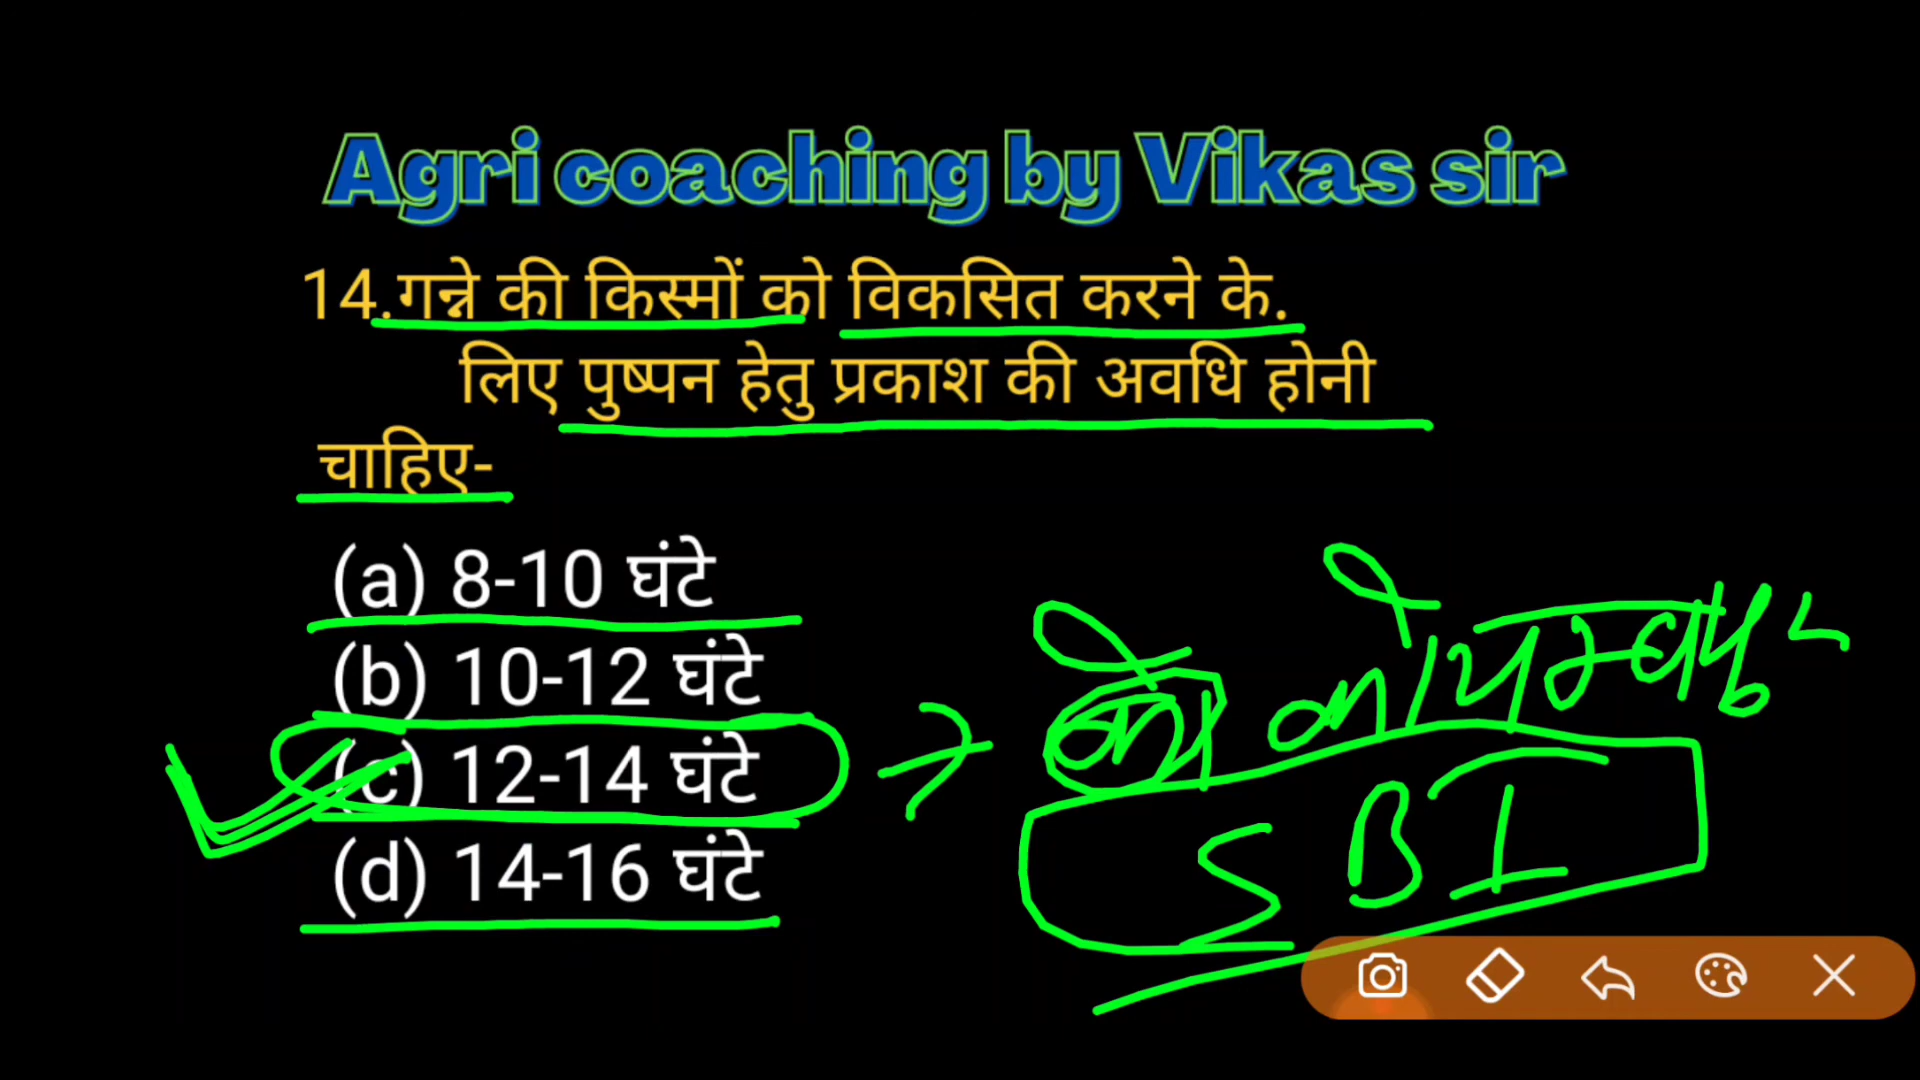 Agri coaching by Vikas sir
14.गन्ने की किस्मों को विकसित करने के.
लिए पुष्पन हेतु प्रकाश की अवधि होनी
चाहिए-
(a) 8-10 घंटे
(b) 10-12 घंटे
(c) 12-14 घंटे
(d) 14-16 घंटे
SBI